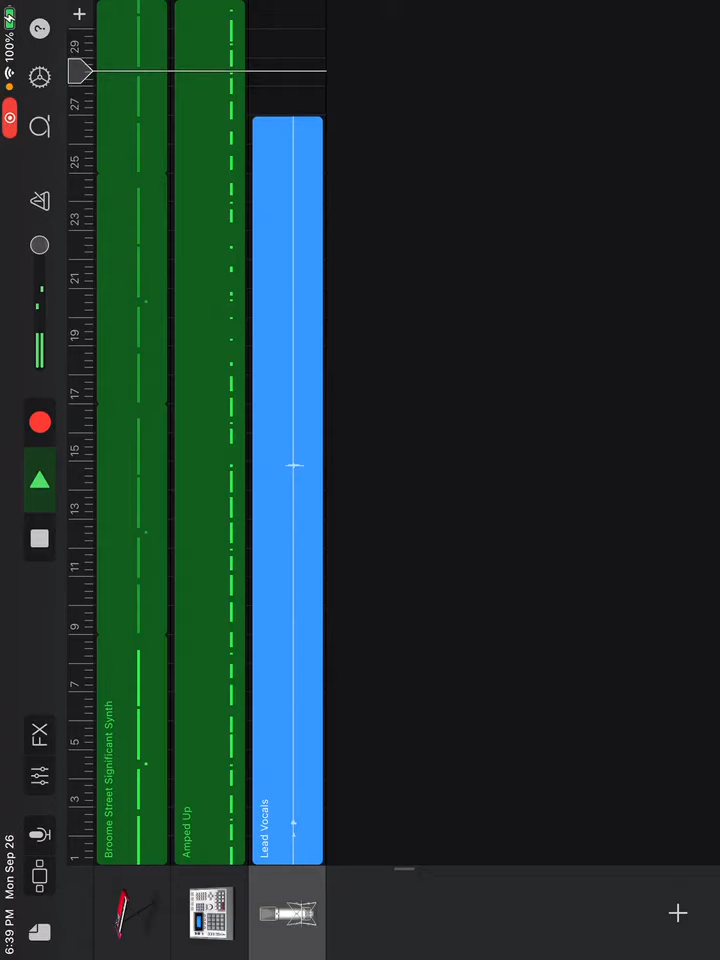 6:39 PM Mon Sep 26
100%
FX
?
1 3 5 7 9 11 13 15 17 19 21 23 25 27 29
Broome Street Significant Synth
Amped Up
Lead Vocals